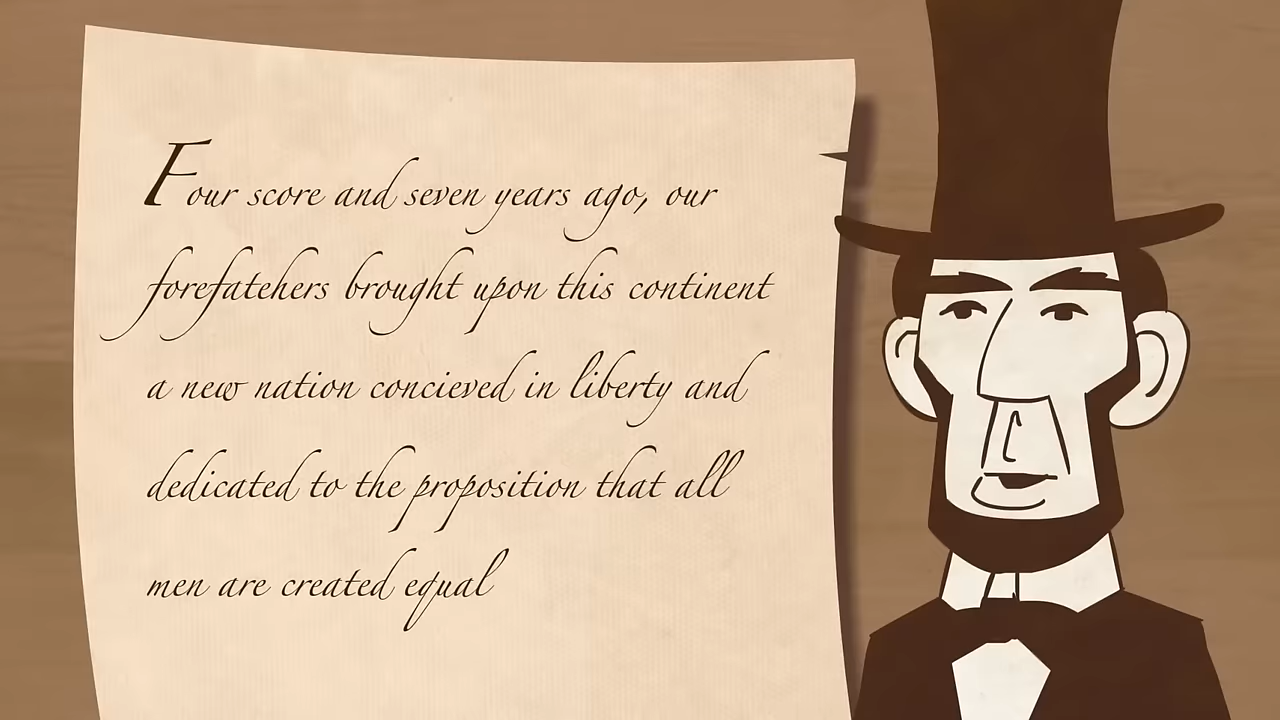 Four score and seven years ago, our
forefatehers brought upon this continent
a new nation concieved in liberty and
dedicated to the proposition that all
men are created equal